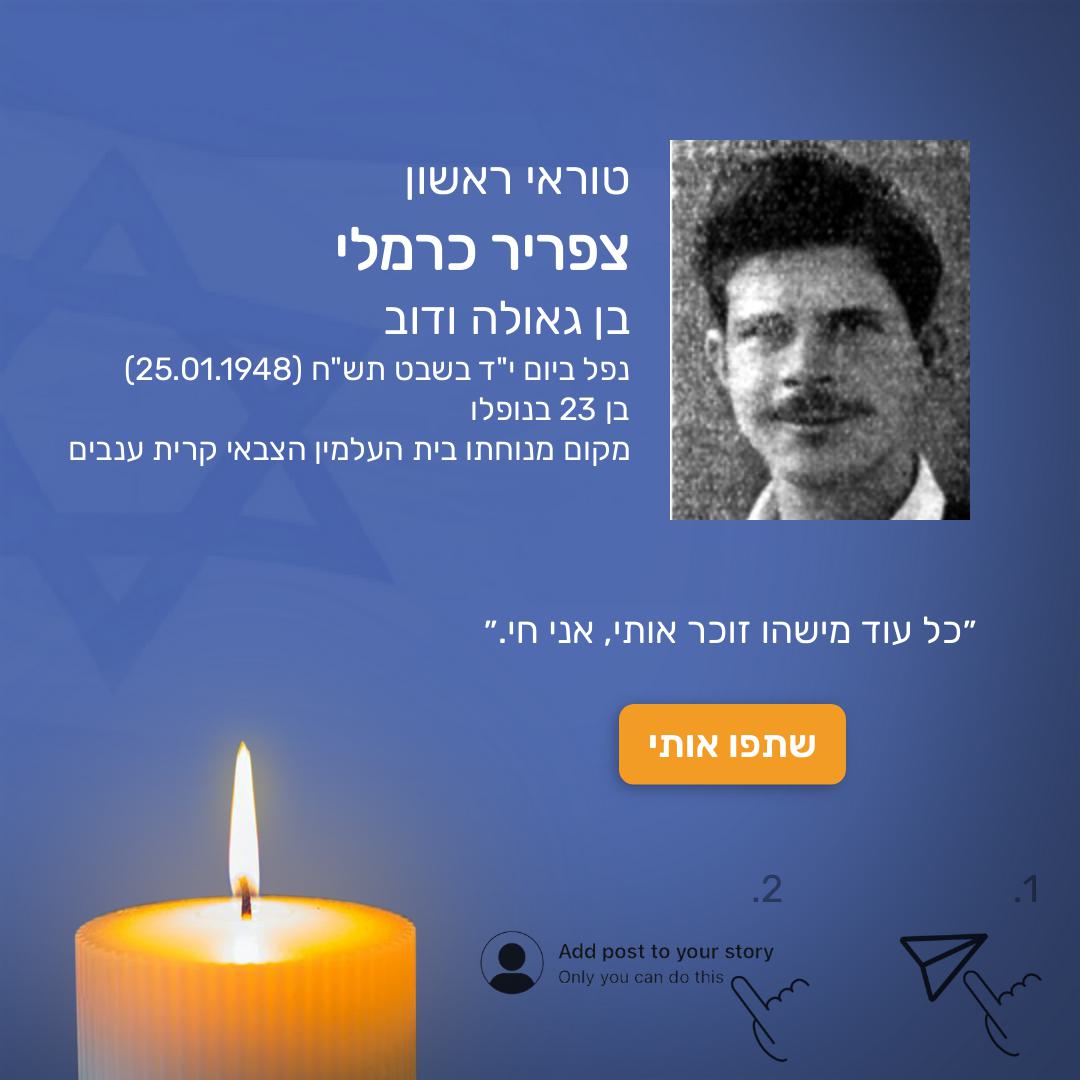 טוראי ראשון
צפריר כרמלי
בן גאולה ודוב
נפל ביום י"ד בשבט תש"ח (25.01.1948)
בן 23 בנופלו
מקום מנוחתו בית העלמין הצבאי קרית ענבים
״כל עוד מישהו זוכר אותי, אני חי.״
שתפו אותי
1.
2.
Add post to your story
Only you can do this